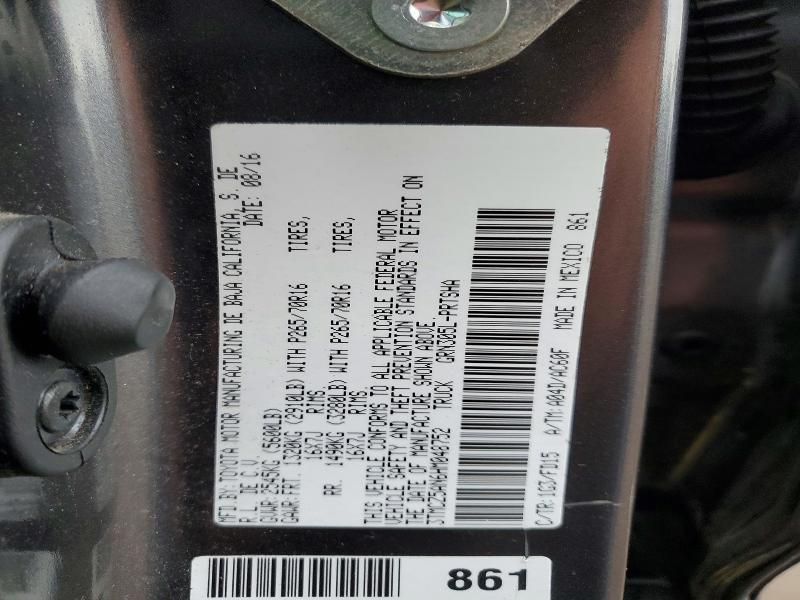 MFD.BY:TOYOTA MOTOR MANUFACTURING DE BAJA CALIFORNIA, S. DE
R.L. DE C.V. DATE: 08/16
GVWR:2545KG (5600LB)
GAWR:FRT. 1320KG (2910LB) WITH P265/70R16 TIRES,
16X7J RIMS,
RR. 1490KG (3280LB) WITH P265/70R16 TIRES,
16X7J RIMS,
THIS VEHICLE CONFORMS TO ALL APPLICABLE FEDERAL MOTOR
VEHICLE SAFETY AND THEFT PREVENTION STANDARDS IN EFFECT ON
THE DATE OF MANUFACTURE SHOWN ABOVE.
TRUCK GRN305L-PRTSHA
C/TR:1G3/FD15 A/TM:A04D/AC60F MADE IN MEXICO 861
861